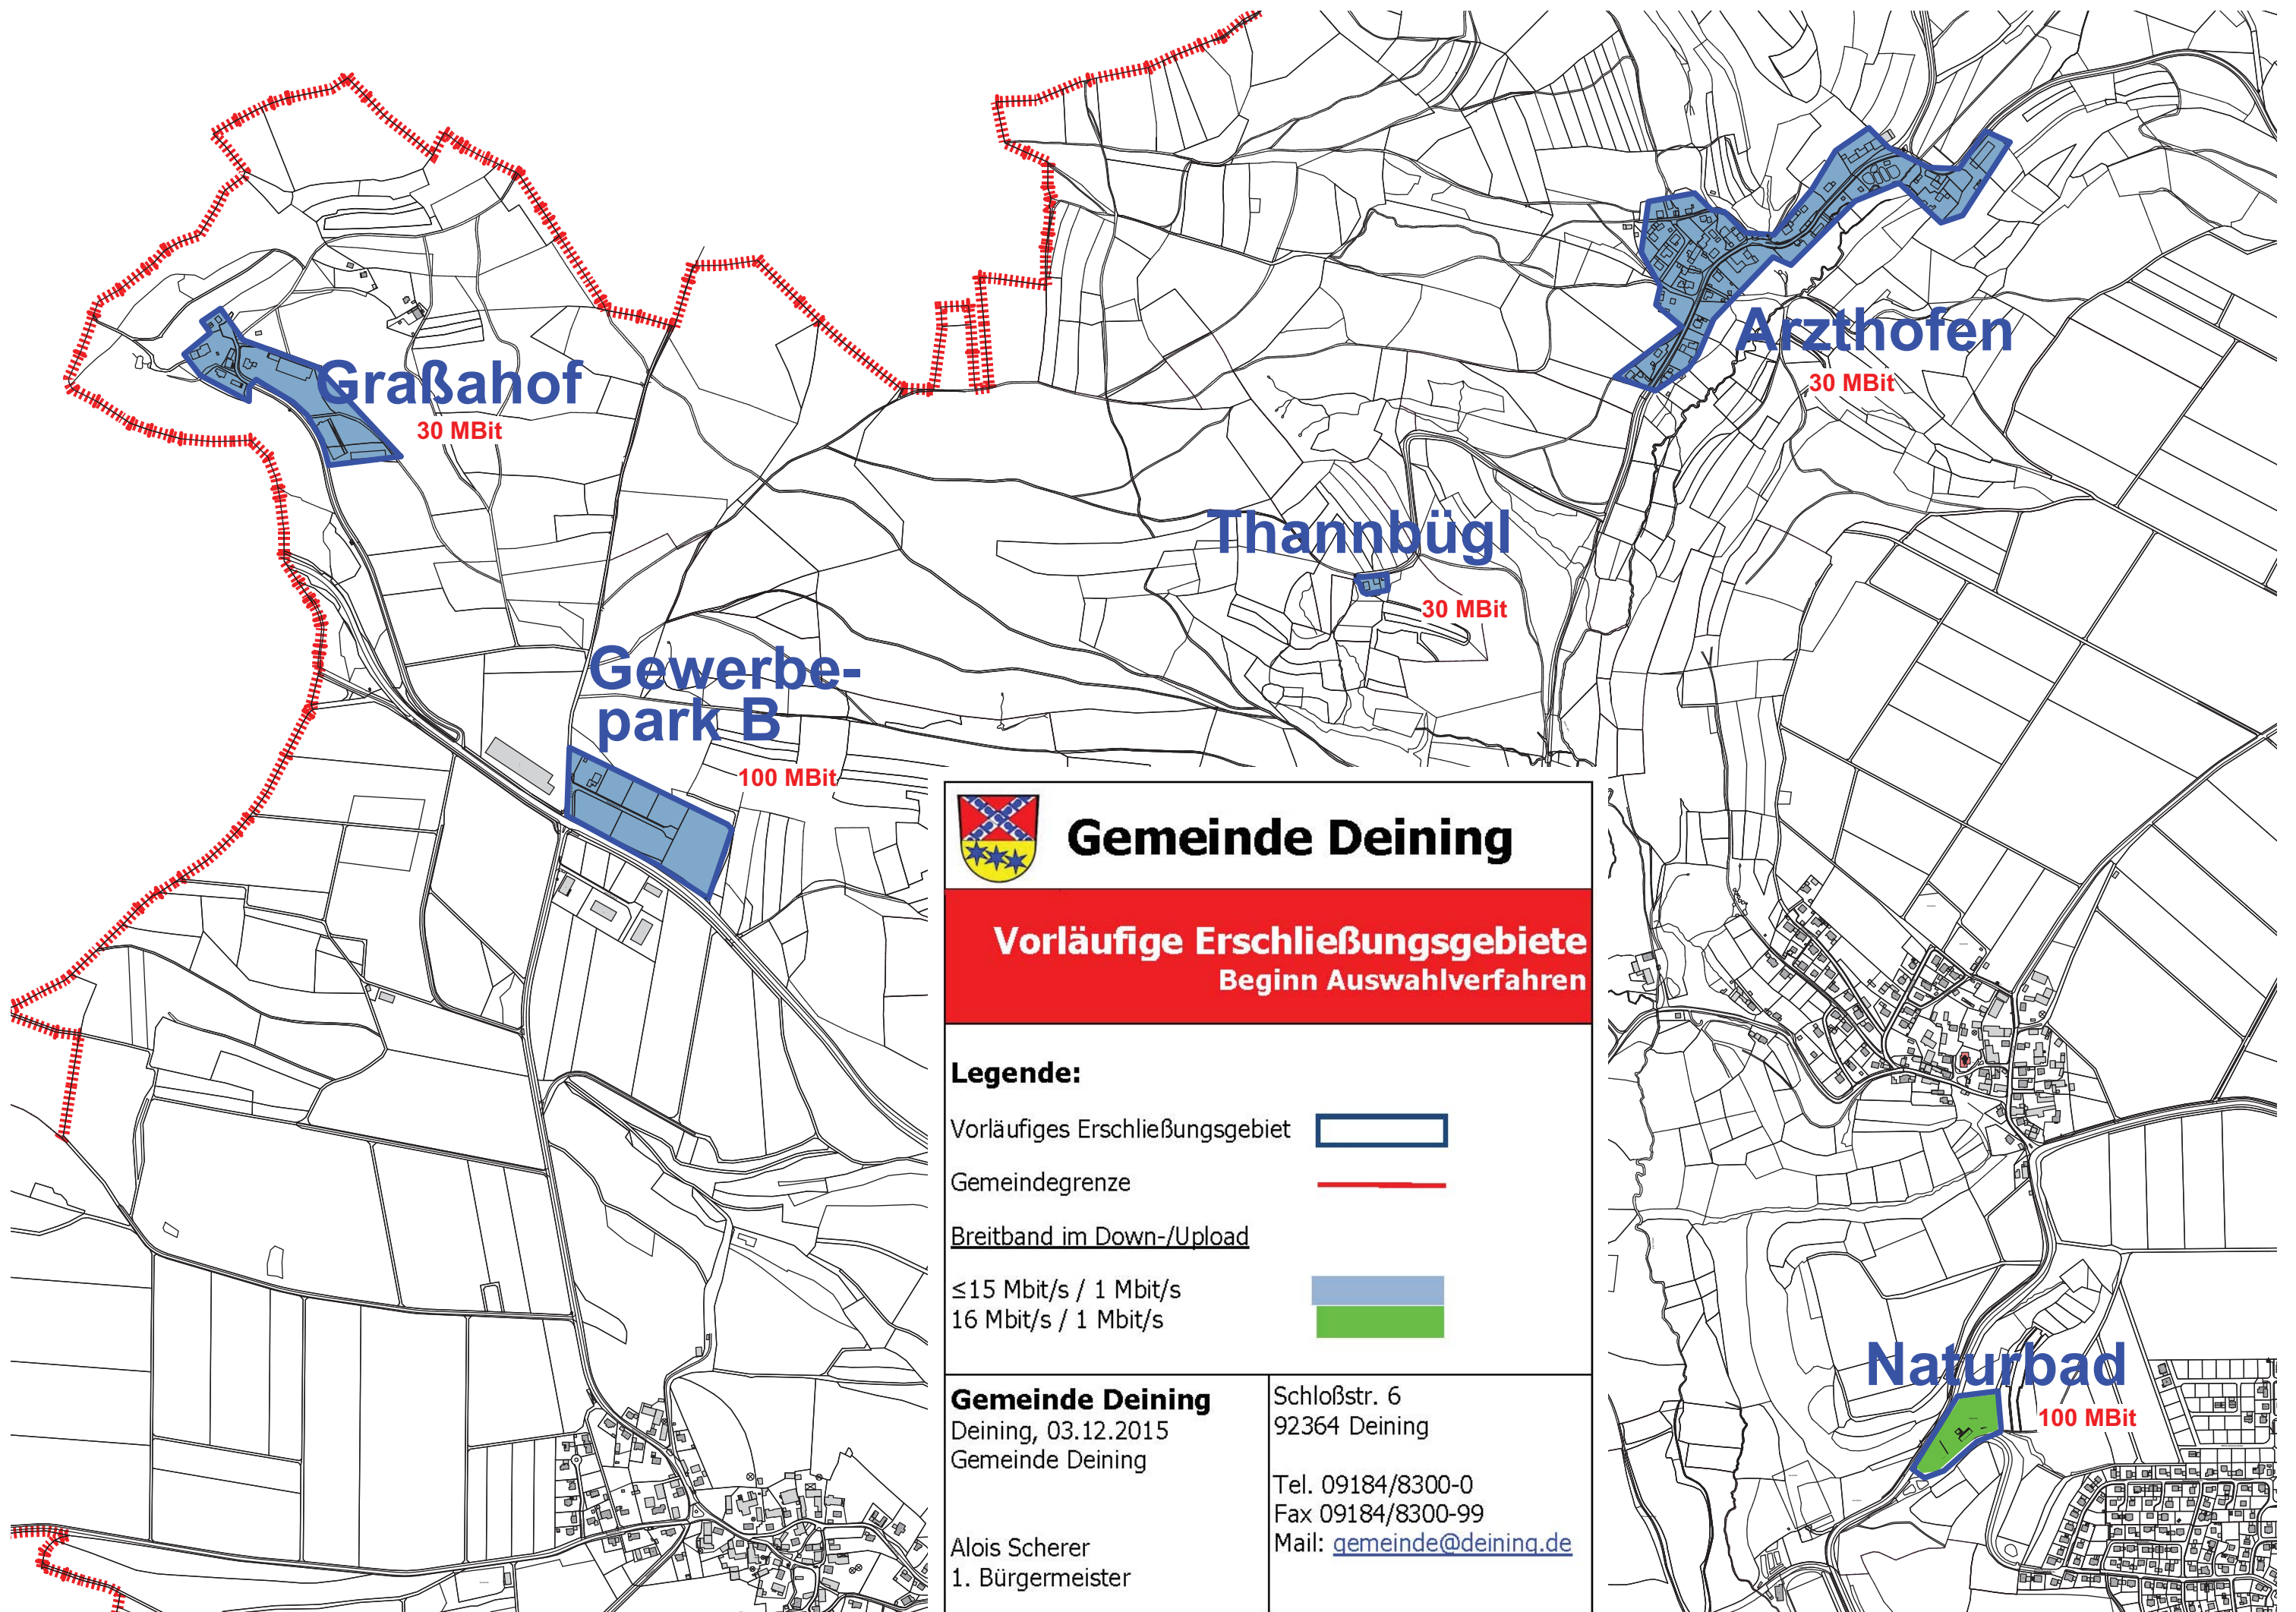 Arzthofen
30 MBit
Graßahof
30 MBit
Thannbügl
30 MBit
Gewerbe-
park B
100 MBit
Gemeinde Deining
Vorläufige Erschließungsgebiete
Beginn Auswahlverfahren
Legende:
Vorläufiges Erschließungsgebiet
Gemeindegrenze
Breitband im Down-/Upload
≤15 Mbit/s / 1 Mbit/s
16 Mbit/s / 1 Mbit/s
Gemeinde Deining
Deining, 03.12.2015
Gemeinde Deining
Alois Scherer
1. Bürgermeister
Schloßstr. 6
92364 Deining
Tel. 09184/8300-0
Fax 09184/8300-99
Mail: gemeinde@deining.de
Naturbad
100 MBit